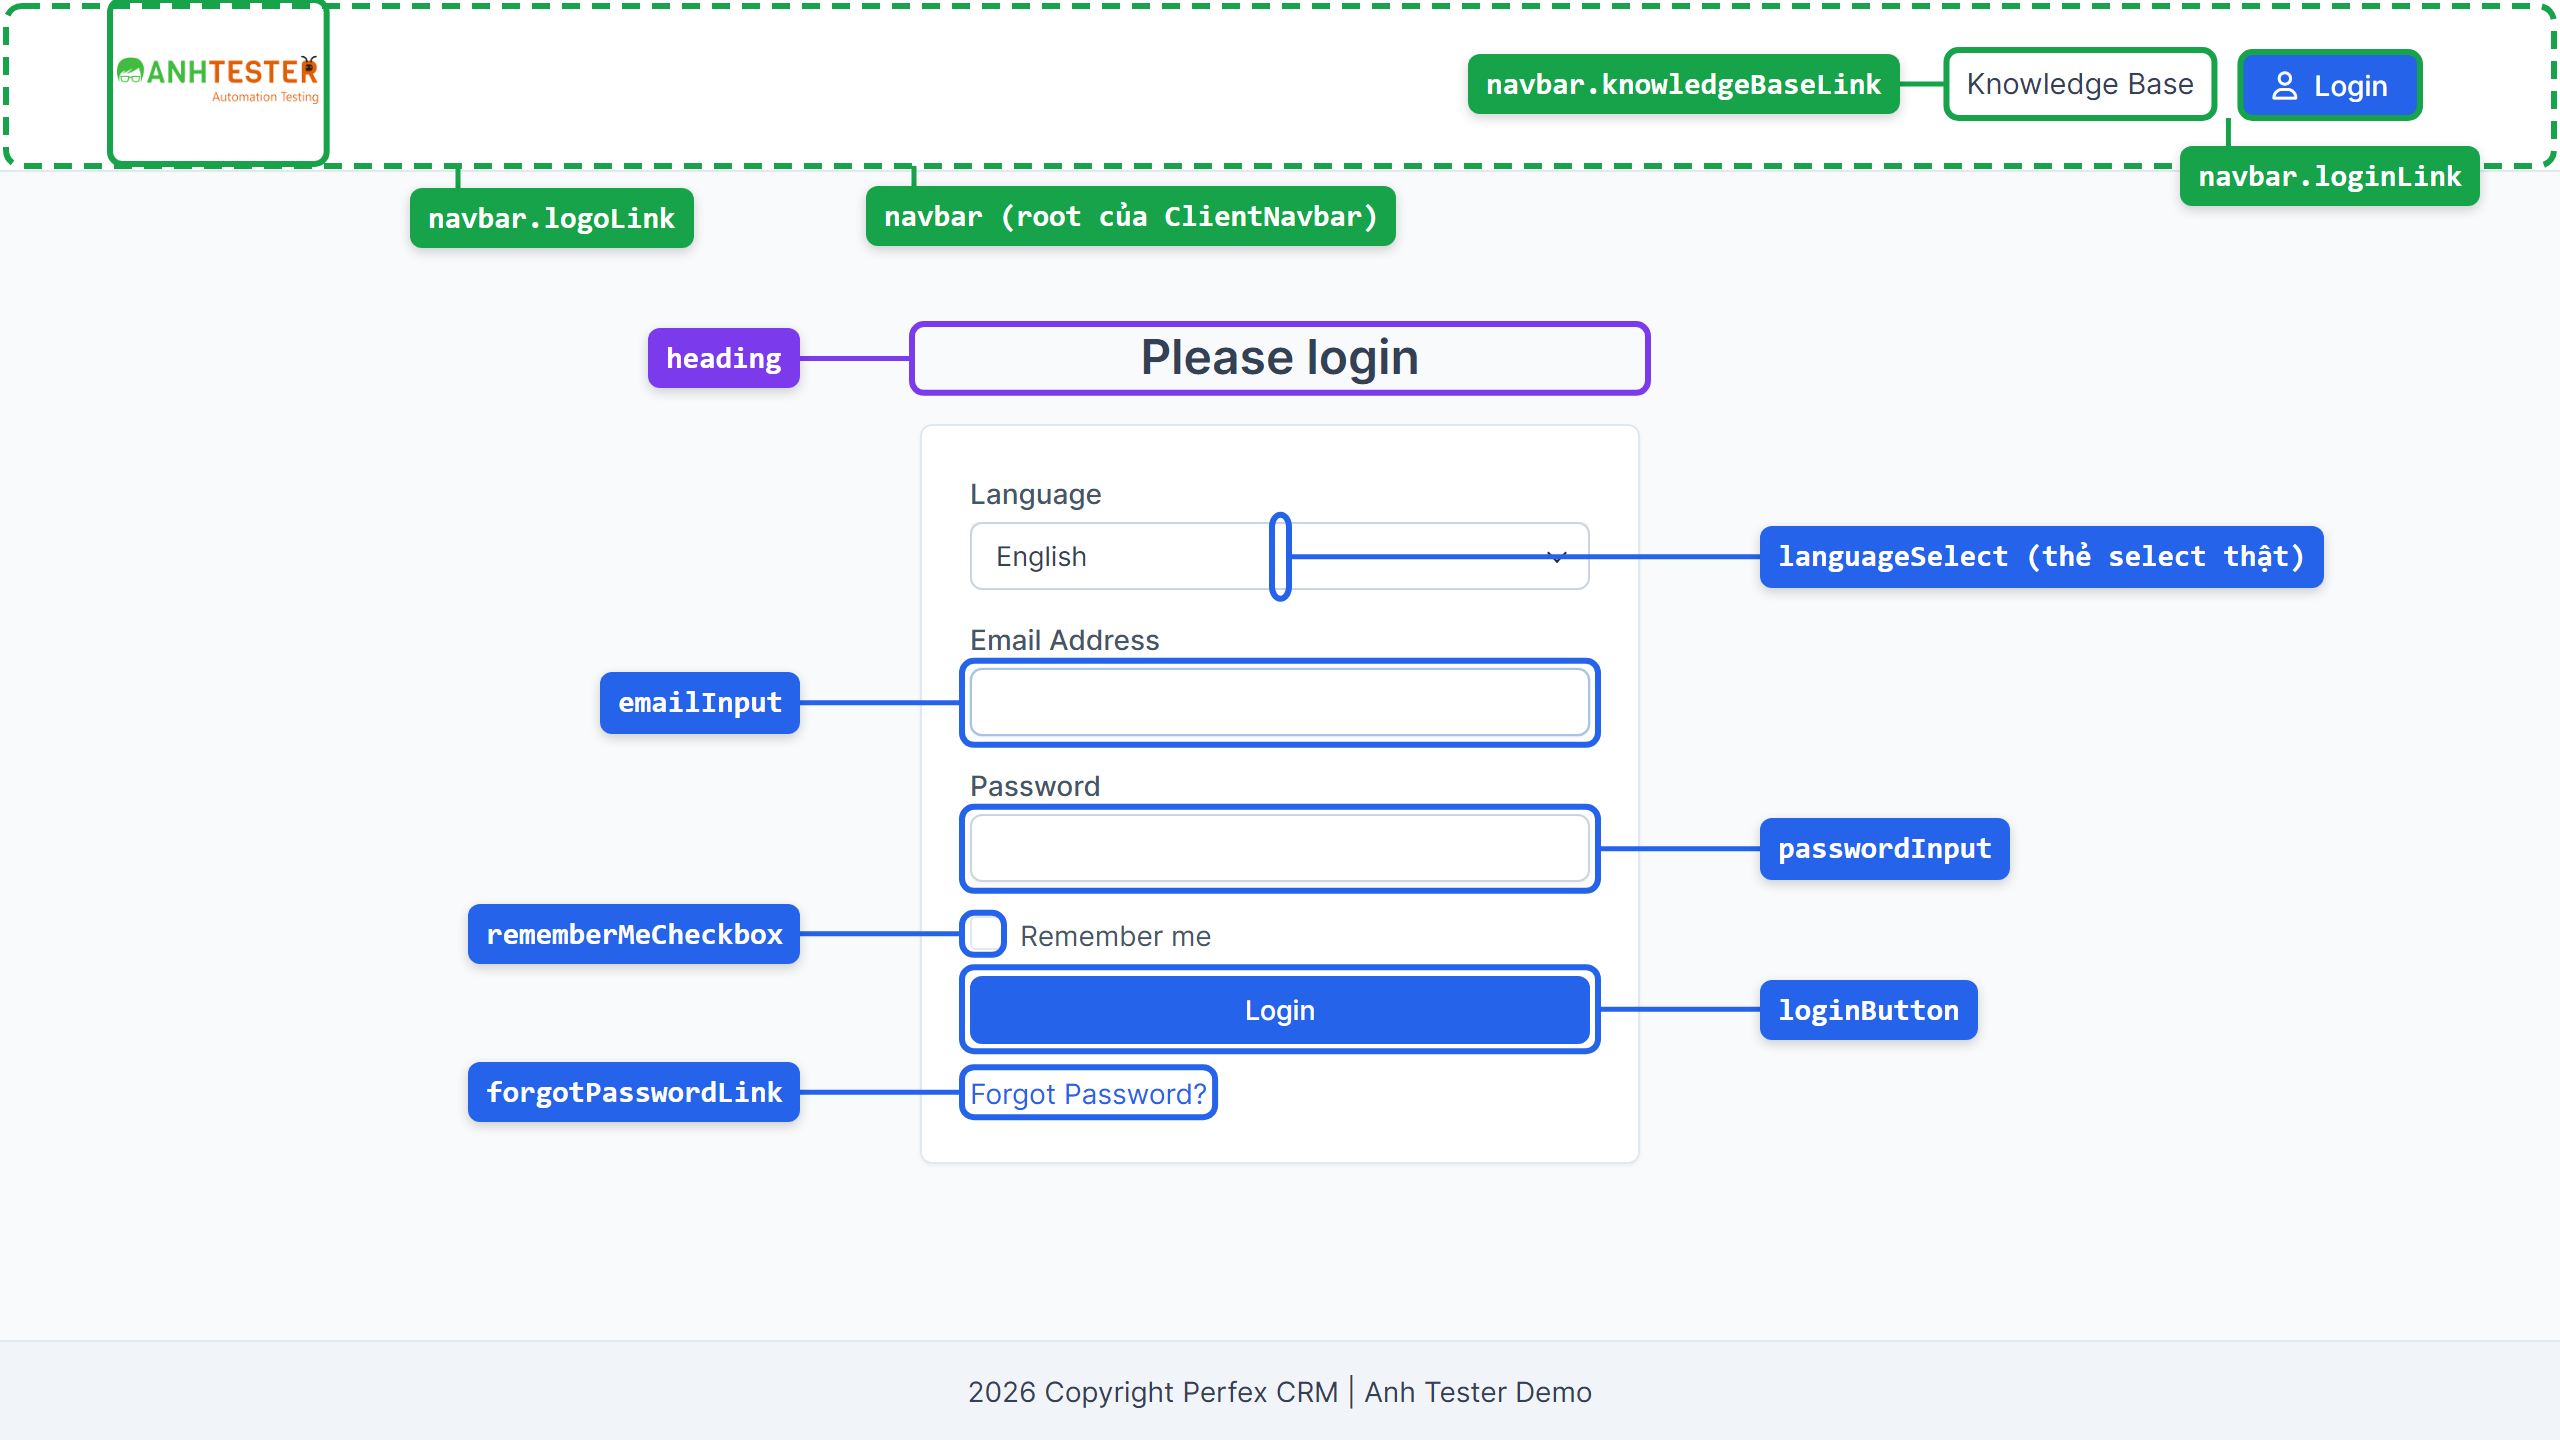 ANHTESTER
Automation Testing
navbar.knowledgeBaseLink
Knowledge Base
Login
navbar.loginLink
navbar.logoLink
navbar (root của ClientNavbar)
heading
Please login
Language
English
languageSelect (thẻ select thật)
Email Address
emailInput
Password
passwordInput
rememberMeCheckbox
Remember me
Login
loginButton
forgotPasswordLink
Forgot Password?
2026 Copyright Perfex CRM | Anh Tester Demo